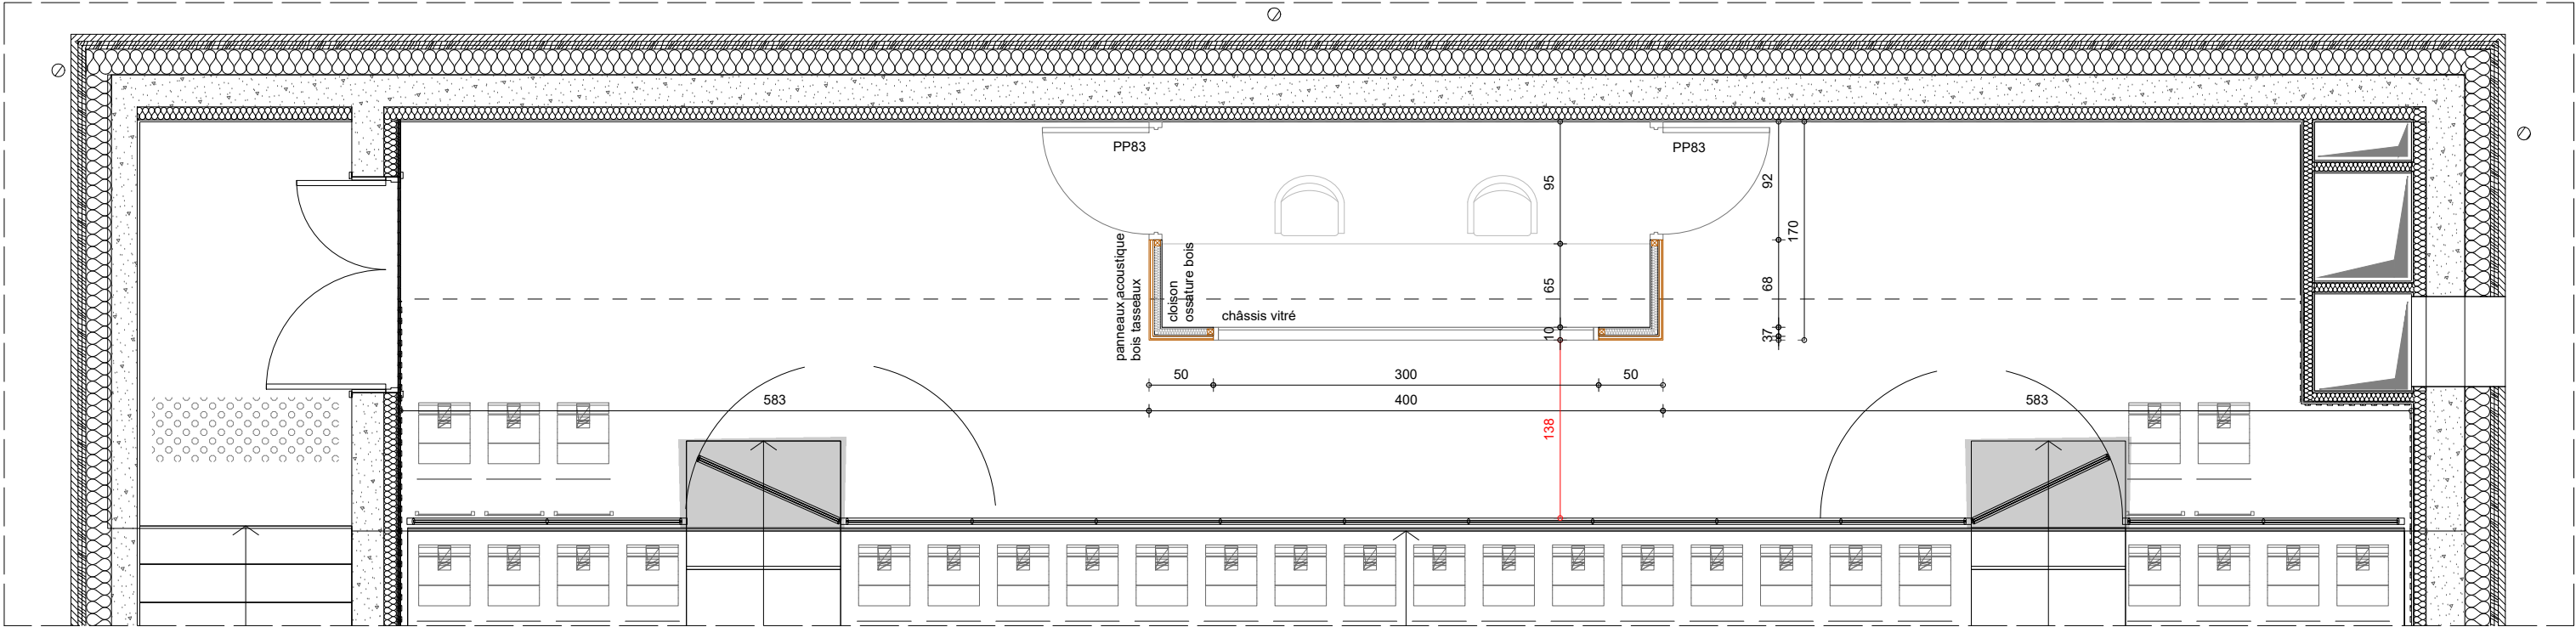 PP83
PP83
95
92
170
panneaux acoustique
bois tasseaux
cloison
ossature bois
65
68
châssis vitré
10
37
50
300
50
583
400
583
138